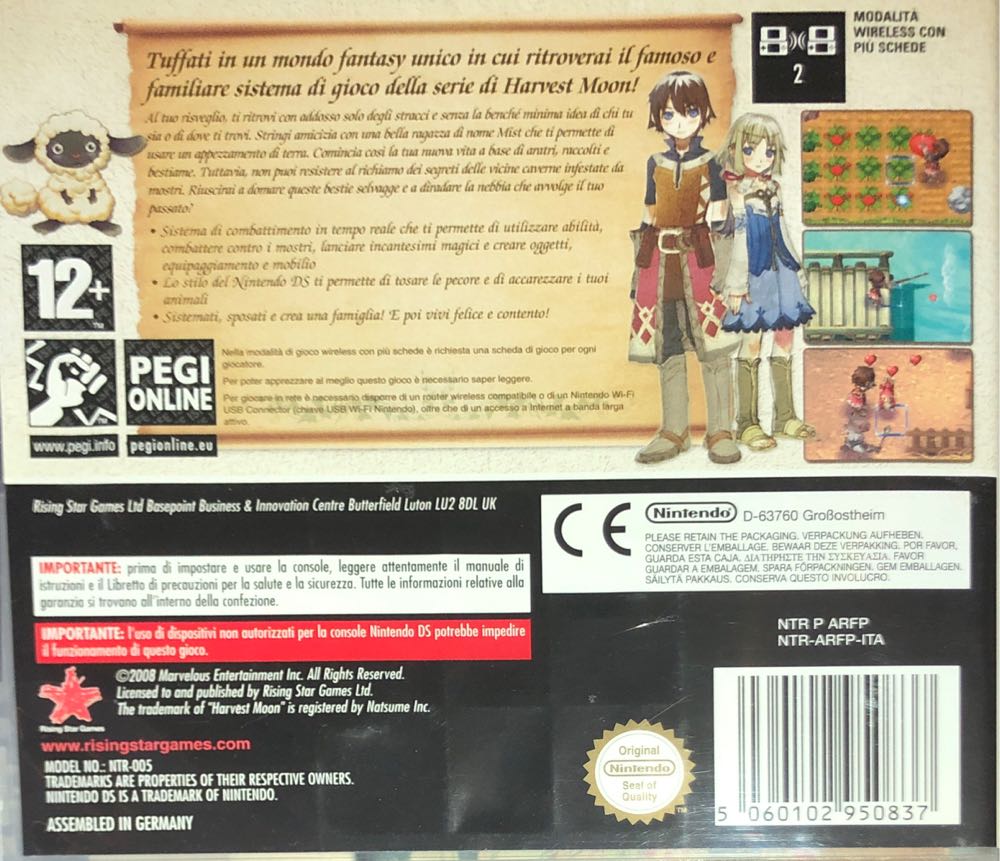 MODALITÀ
WIRELESS CON
PIÙ SCHEDE
2
Tuffati in un mondo fantasy unico in cui ritroverai il famoso e
familiare sistema di gioco della serie di Harvest Moon!
Al tuo risveglio, ti ritrovi con addosso solo degli stracci e senza la benché minima idea di chi tu
sia o di dove ti trovi. Stringi amicizia con una bella ragazza di nome Mist che ti permette di
usare un appezzamento di terra. Comincia così la tua nuova vita a base di aratri, raccolti e
bestiame. Tuttavia, non puoi resistere al richiamo dei segreti delle vicine caverne infestate da
mostri. Riuscirai a domare queste bestie selvagge e a diradare la nebbia che avvolge il tuo
passato?
• Sistema di combattimento in tempo reale che ti permette di utilizzare abilità,
combattere contro i mostri, lanciare incantesimi magici e creare oggetti,
equipaggiamento e mobilio
• Lo stilo del Nintendo DS ti permette di tosare le pecore e di accarezzare i tuoi
animali
• Sistemati, sposati e crea una famiglia! E poi vivi felice e contento!
12+
™
PEGI
ONLINE
www.pegi.info
pegionline.eu
Nella modalità di gioco wireless con più schede è richiesta una scheda di gioco per ogni
giocatore.
Per poter apprezzare al meglio questo gioco è necessario saper leggere.
Per giocare in rete è necessario disporre di un router wireless compatibile o di un Nintendo Wi-Fi
USB Connector (chiave USB Wi-Fi Nintendo), oltre che di un accesso a Internet a banda larga
attivo.
Rising Star Games Ltd Basepoint Business & Innovation Centre Butterfield Luton LU2 8DL UK
CE
Nintendo® D-63760 Großostheim
PLEASE RETAIN THE PACKAGING. VERPACKUNG AUFHEBEN.
CONSERVER L'EMBALLAGE. BEWAAR DEZE VERPAKKING. POR FAVOR,
GUARDA ESTA CAJA. ΔΙΑΤΗΡΗΣΤΕ ΤΗΝ ΣΥΣΚΕΥΑΣΙΑ. FAVOR
GUARDAR A EMBALAGEM. SPARA FÖRPACKNINGEN. GEM EMBALLAGEN.
SÄILYTÄ PAKKAUS. CONSERVA QUESTO INVOLUCRO.
IMPORTANTE: prima di impostare e usare la console, leggere attentamente il manuale di
istruzioni e il Libretto di precauzioni per la salute e la sicurezza. Tutte le informazioni relative alla
garanzia si trovano all'interno della confezione.
IMPORTANTE: l'uso di dispositivi non autorizzati per la console Nintendo DS potrebbe impedire
il funzionamento di questo gioco.
NTR P ARFP
NTR-ARFP-ITA
©2008 Marvelous Entertainment Inc. All Rights Reserved.
Licensed to and published by Rising Star Games Ltd.
The trademark of "Harvest Moon" is registered by Natsume Inc.
Rising Star Games
www.risingstargames.com
MODEL NO.: NTR-005
TRADEMARKS ARE PROPERTIES OF THEIR RESPECTIVE OWNERS.
NINTENDO DS IS A TRADEMARK OF NINTENDO.
ASSEMBLED IN GERMANY
Original
Nintendo®
Seal of
Quality
™
5 060102 950837